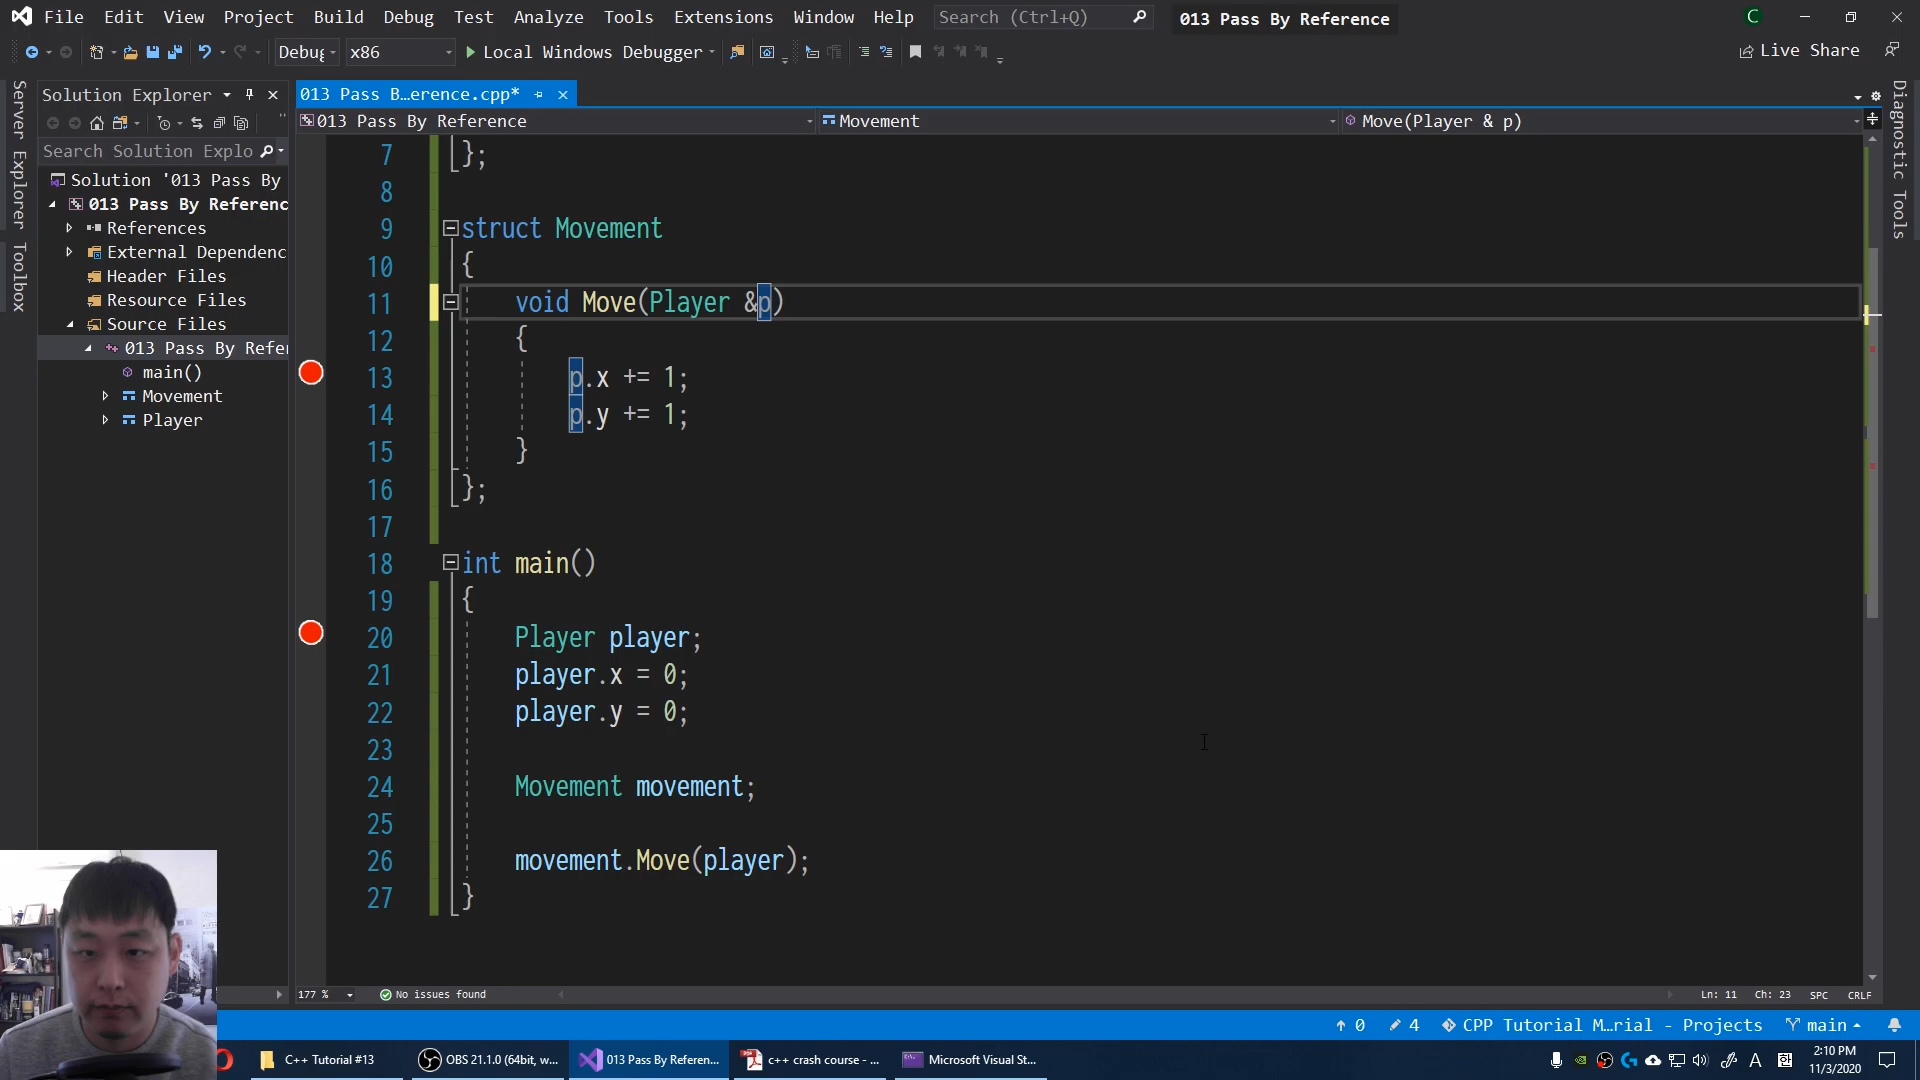 File Edit View Project Build Debug Test Analyze Tools Extensions Window Help Search (Ctrl+Q) 013 Pass By Reference C
Debug x86 Local Windows Debugger Live Share
Server Explorer
Toolbox
Solution Explorer
Search Solution Explo
Solution '013 Pass By
013 Pass By Referenc
References
External Dependenc
Header Files
Resource Files
Source Files
013 Pass By Refer
main()
Movement
Player
013 Pass B…erence.cpp*
013 Pass By Reference Movement Move(Player & p)
7 };
8
9 struct Movement
10 {
11 void Move(Player &p)
12 {
13 p.x += 1;
14 p.y += 1;
15 }
16 };
17
18 int main()
19 {
20 Player player;
21 player.x = 0;
22 player.y = 0;
23
24 Movement movement;
25
26 movement.Move(player);
27 }
Diagnostic Tools
177 % No issues found Ln: 11 Ch: 23 SPC CRLF
0 4 CPP Tutorial M…rial - Projects main
C++ Tutorial #13 OBS 21.1.0 (64bit, w... 013 Pass By Referen... c++ crash course - ... Microsoft Visual St... A 한 2:10 PM
11/3/2020